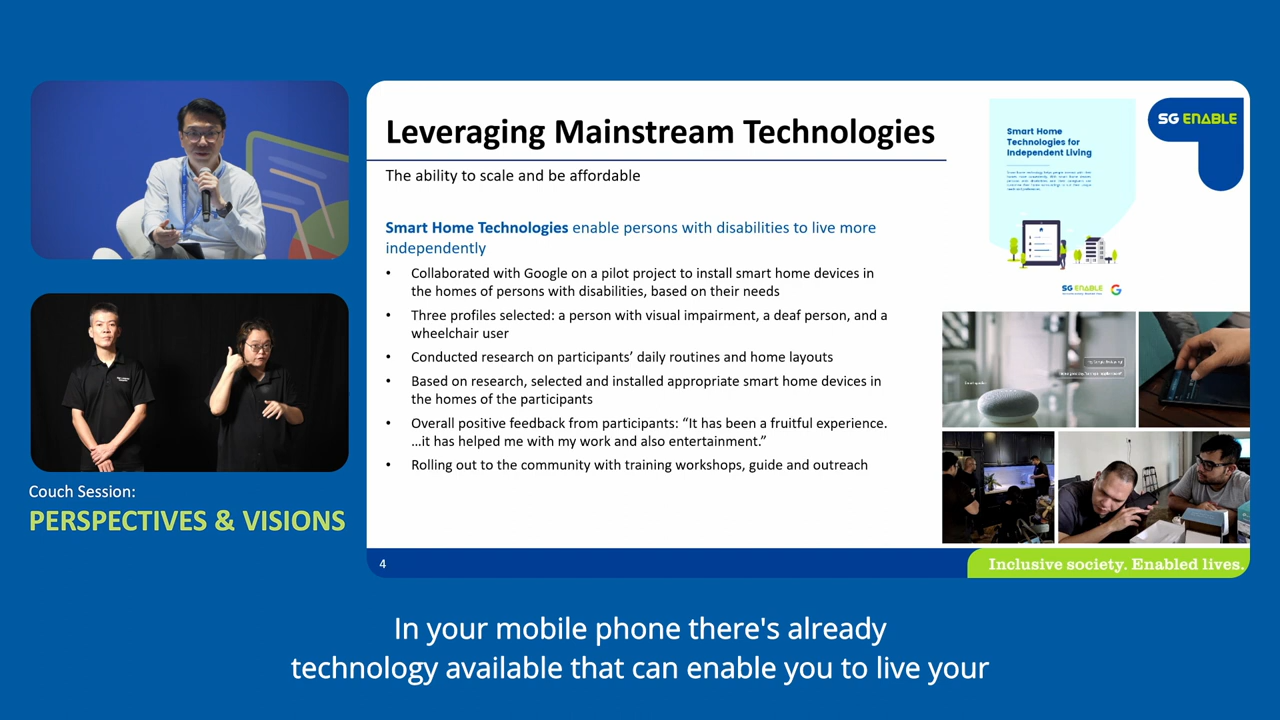 Leveraging Mainstream Technologies
The ability to scale and be affordable
Smart Home Technologies enable persons with disabilities to live more
independently
• Collaborated with Google on a pilot project to install smart home devices in
the homes of persons with disabilities, based on their needs
• Three profiles selected: a person with visual impairment, a deaf person, and a
wheelchair user
• Conducted research on participants’ daily routines and home layouts
• Based on research, selected and installed appropriate smart home devices in
the homes of the participants
• Overall positive feedback from participants: “It has been a fruitful experience.
...it has helped me with my work and also entertainment.”
• Rolling out to the community with training workshops, guide and outreach
Smart Home
Technologies for
Independent Living
SG ENABLE
G
SG ENABLE
4
Inclusive society. Enabled lives.
Couch Session:
PERSPECTIVES & VISIONS
In your mobile phone there's already
technology available that can enable you to live your